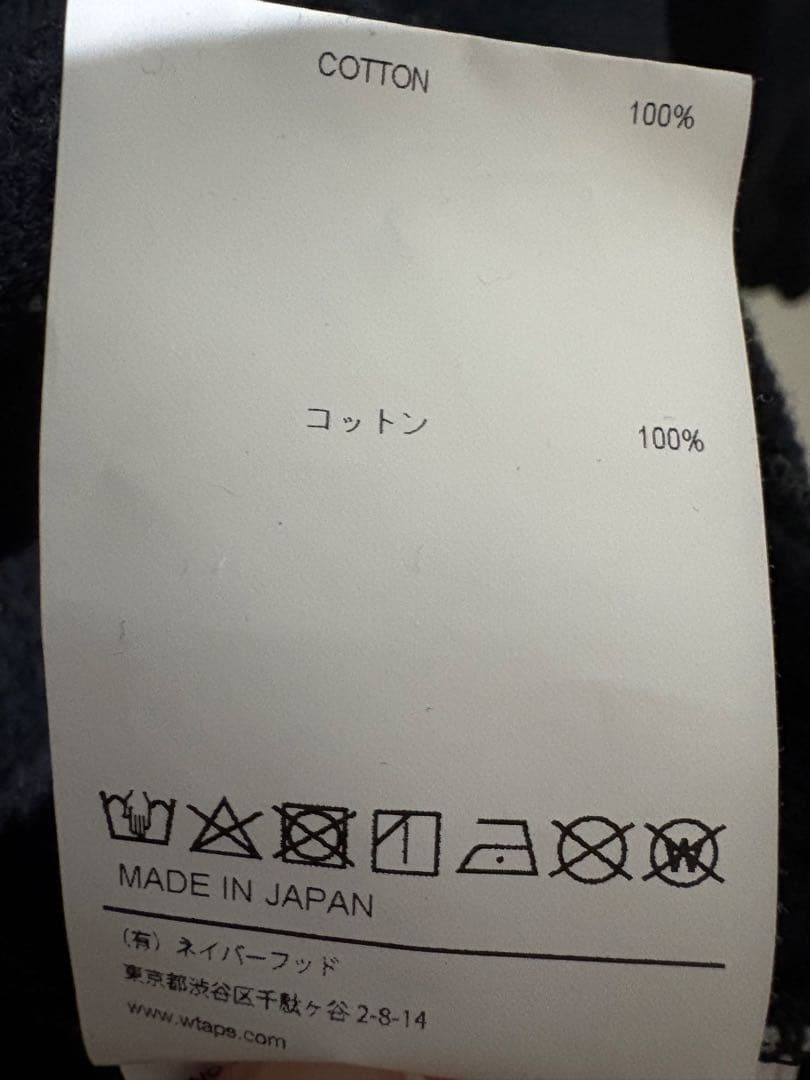 COTTON 100%
コットン 100%
W
MADE IN JAPAN
(有) ネイバーフッド
東京都渋谷区千駄ヶ谷 2-8-14
www.wtaps.com